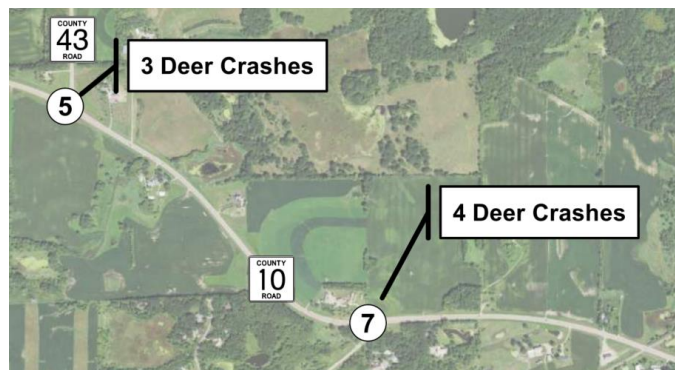 COUNTY
43
ROAD
3 Deer Crashes
5
4 Deer Crashes
COUNTY
10
ROAD
7